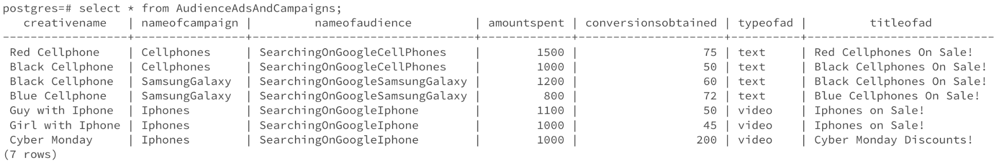 postgres=# select * from AudienceAdsAndCampaigns;
   creativename   | nameofcampaign |         nameofaudience         | amountspent | conversionsobtained | typeofad |         titleofad
------------------+----------------+--------------------------------+-------------+---------------------+----------+---------------------------
 Red Cellphone    | Cellphones     | SearchingOnGoogleCellPhones    |        1500 |                  75 | text     | Red Cellphones On Sale!
 Black Cellphone  | Cellphones     | SearchingOnGoogleCellPhones    |        1000 |                  50 | text     | Black Cellphones On Sale!
 Black Cellphone  | SamsungGalaxy  | SearchingOnGoogleSamsungGalaxy |        1200 |                  60 | text     | Black Cellphones On Sale!
 Blue Cellphone   | SamsungGalaxy  | SearchingOnGoogleSamsungGalaxy |         800 |                  72 | text     | Blue Cellphones On Sale!
 Guy with Iphone  | Iphones        | SearchingOnGoogleIphone        |        1100 |                  50 | video    | Iphones on Sale!
 Girl with Iphone | Iphones        | SearchingOnGoogleIphone        |        1000 |                  45 | video    | Iphones on Sale!
 Cyber Monday     | Iphones        | SearchingOnGoogleIphone        |        1000 |                 200 | video    | Cyber Monday Discounts!
(7 rows)